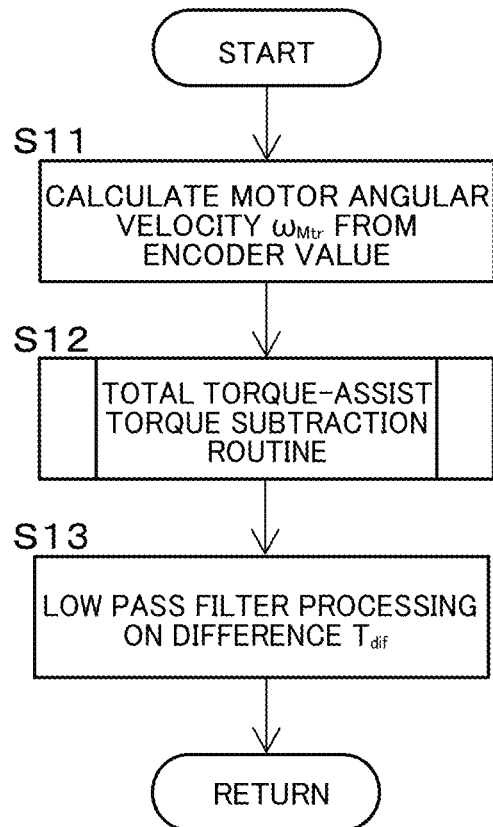 START
S11
CALCULATE MOTOR ANGULAR
VELOCITY ωMtr FROM
ENCODER VALUE
S12
TOTAL TORQUE-ASSIST
TORQUE SUBTRACTION
ROUTINE
S13
LOW PASS FILTER PROCESSING
ON DIFFERENCE Tdif
RETURN